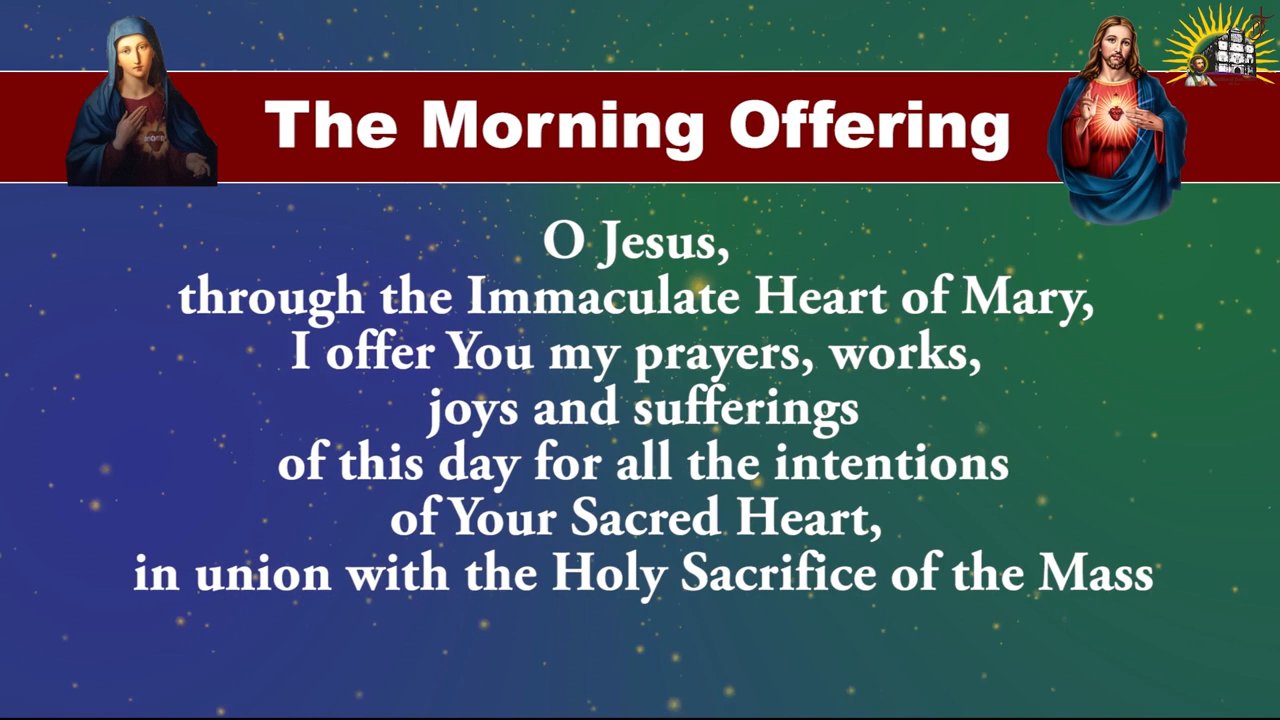 The Morning Offering
O Jesus,
through the Immaculate Heart of Mary,
I offer You my prayers, works,
joys and sufferings
of this day for all the intentions
of Your Sacred Heart,
in union with the Holy Sacrifice of the Mass